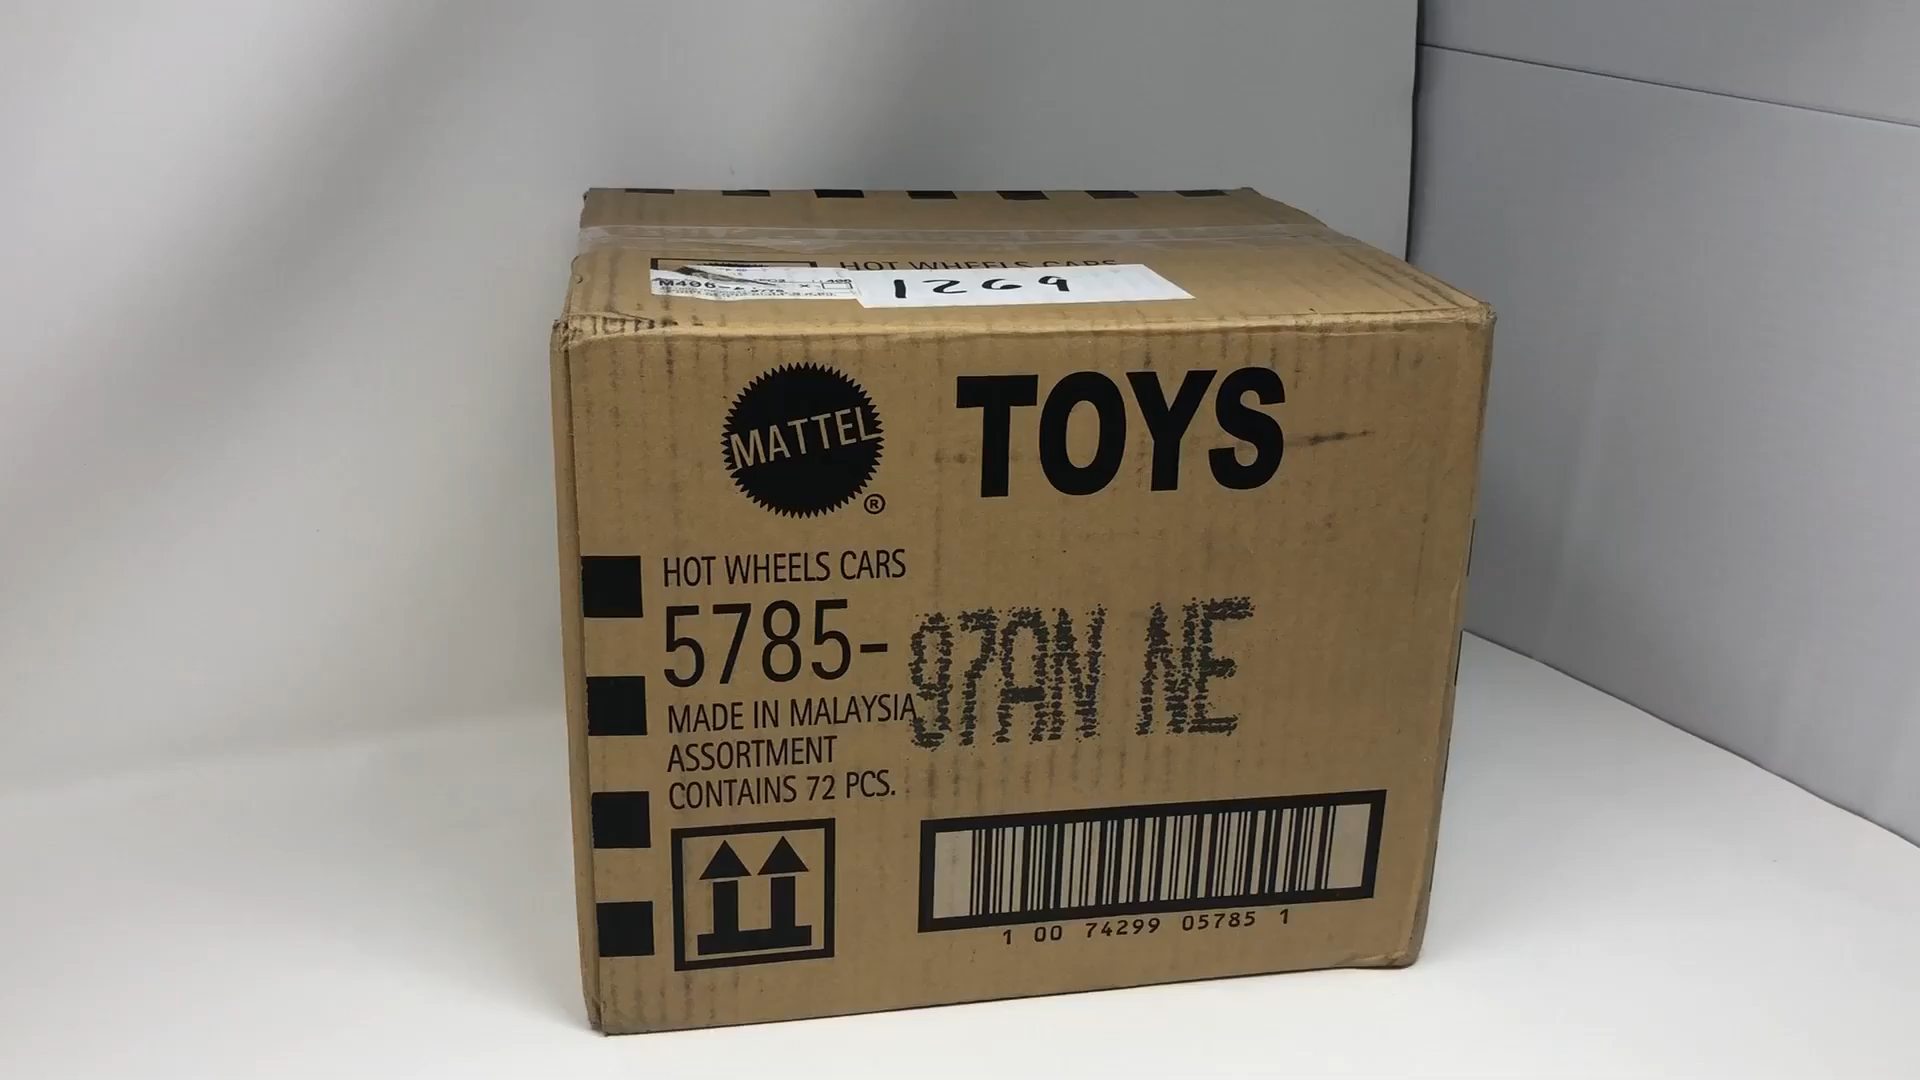 HOT WHEELS CARS
1269
MATTEL ®
TOYS
HOT WHEELS CARS
5785-97AN NE
MADE IN MALAYSIA
ASSORTMENT
CONTAINS 72 PCS.
1 00 74299 05785 1